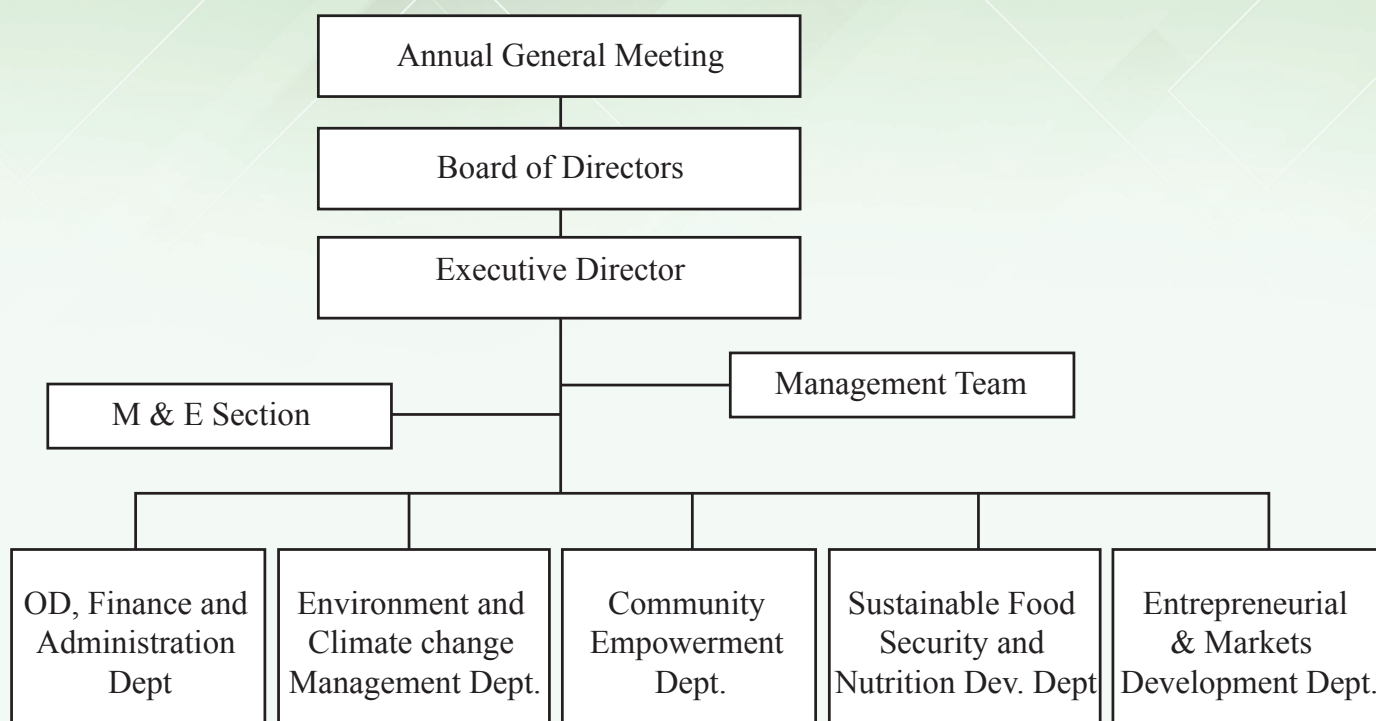 Annual General Meeting
Board of Directors
Executive Director
Management Team
M & E Section
OD, Finance and
Administration
Dept
Environment and
Climate change
Management Dept.
Community
Empowerment
Dept.
Sustainable Food
Security and
Nutrition Dev. Dept
Entrepreneurial
& Markets
Development Dept.